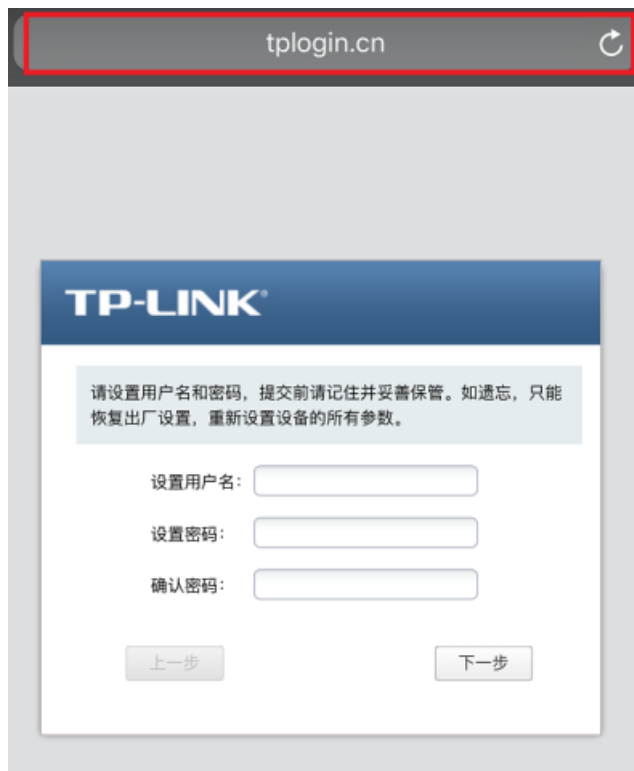 tplogin.cn
TP-LINK®
请设置用户名和密码，提交前请记住并妥善保管。如遗忘，只能
恢复出厂设置，重新设置设备的所有参数。
设置用户名：
设置密码：
确认密码：
上一步 下一步